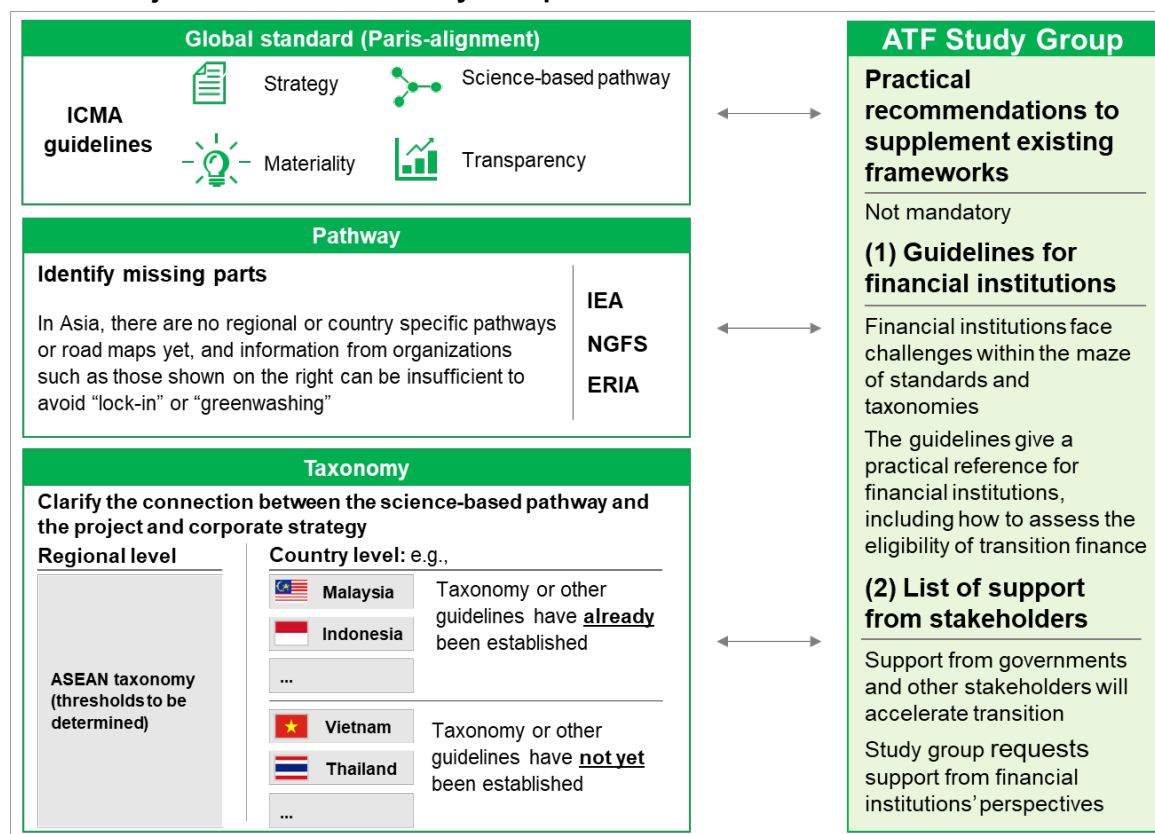 Global standard (Paris-alignment)
ICMA
guidelines
Strategy
Science-based pathway
Materiality
Transparency
Pathway
Identify missing parts
In Asia, there are no regional or country specific pathways
or road maps yet, and information from organizations
such as those shown on the right can be insufficient to
avoid “lock-in” or “greenwashing”
IEA
NGFS
ERIA
Taxonomy
Clarify the connection between the science-based pathway and
the project and corporate strategy
Regional level
ASEAN taxonomy
(thresholds to be
determined)
Country level: e.g.,
Malaysia
Indonesia
...
Taxonomy or other
guidelines have already
been established
Vietnam
Thailand
...
Taxonomy or other
guidelines have not yet
been established
ATF Study Group
Practical
recommendations to
supplement existing
frameworks
Not mandatory
(1) Guidelines for
financial institutions
Financial institutions face
challenges within the maze
of standards and
taxonomies
The guidelines give a
practical reference for
financial institutions,
including how to assess the
eligibility of transition finance
(2) List of support
from stakeholders
Support from governments
and other stakeholders will
accelerate transition
Study group requests
support from financial
institutions’ perspectives